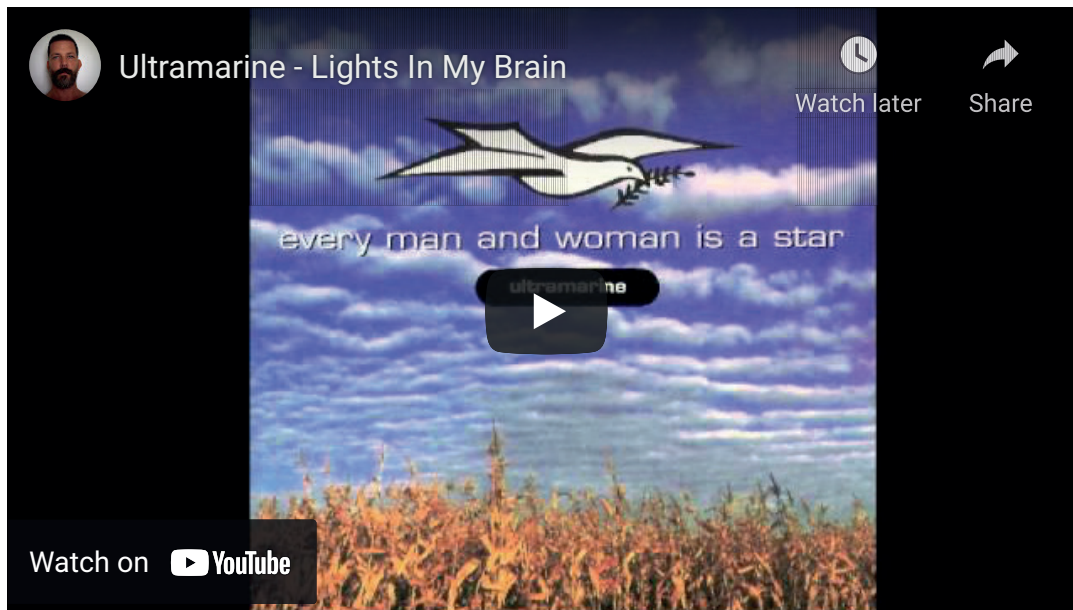 Ultramarine - Lights In My Brain
Watch later
Share
every man and woman is a star
ultramarine
Watch on YouTube